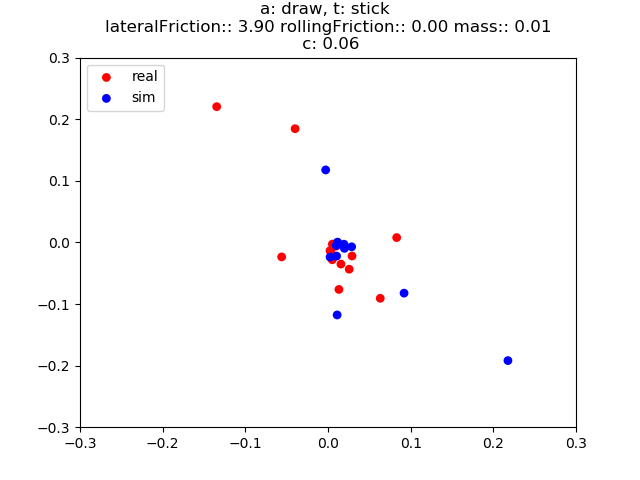 a: draw, t: stick
lateralFriction:: 3.90 rollingFriction:: 0.00 mass:: 0.01
c: 0.06
real
sim
0.3
0.2
0.1
0.0
−0.1
−0.2
−0.3
−0.3 −0.2 −0.1 0.0 0.1 0.2 0.3